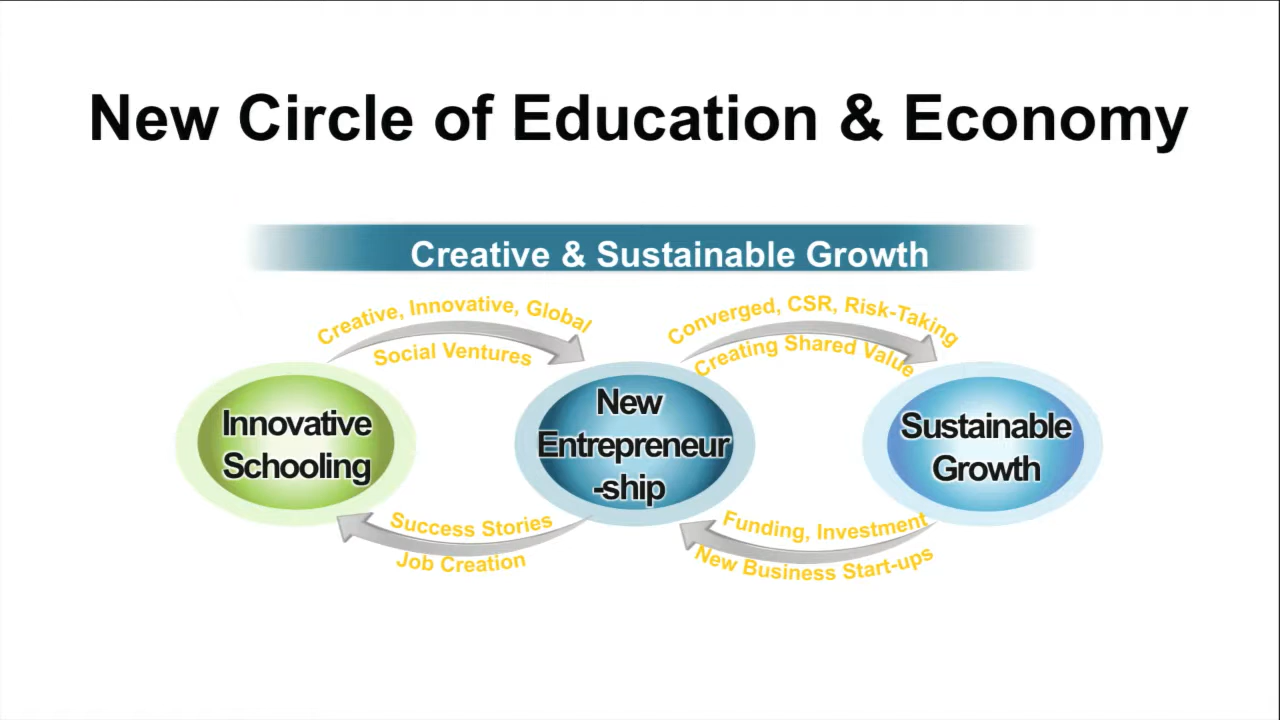 New Circle of Education & Economy
Creative & Sustainable Growth
Creative, Innovative, Global
Social Ventures
Converged, CSR, Risk-Taking
Creating Shared Value
Innovative
Schooling
New
Entrepreneur
-ship
Sustainable
Growth
Success Stories
Job Creation
Funding, Investment
New Business Start-ups